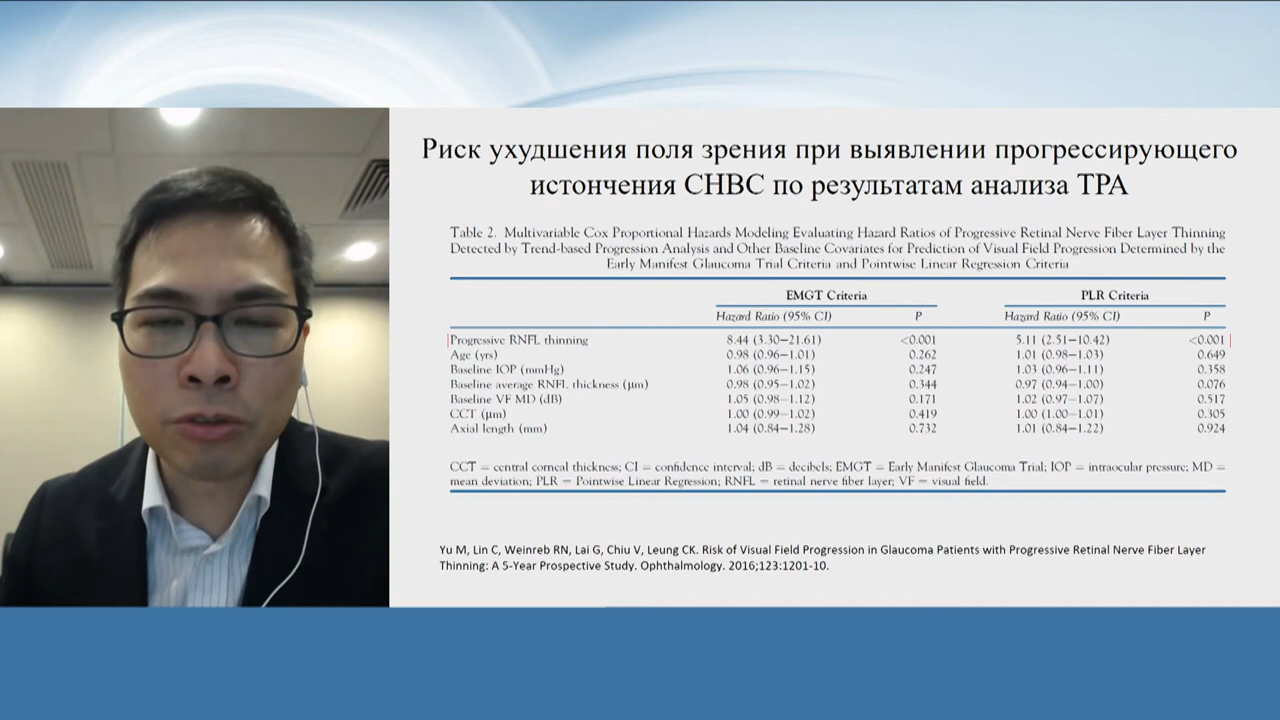 Риск ухудшения поля зрения при выявлении прогрессирующего
истончения СНВС по результатам анализа ТРА
Table 2. Multivariable Cox Proportional Hazards Modeling Evaluating Hazard Ratios of Progressive Retinal Nerve Fiber Layer Thinning
Detected by Trend-based Progression Analysis and Other Baseline Covariates for Prediction of Visual Field Progression Determined by the
Early Manifest Glaucoma Trial Criteria and Pointwise Linear Regression Criteria
EMGT Criteria PLR Criteria
Hazard Ratio (95% CI) P Hazard Ratio (95% CI) P
Progressive RNFL thinning 8.44 (3.30–21.61) <0.001 5.11 (2.51–10.42) <0.001
Age (yrs) 0.98 (0.96–1.01) 0.262 1.01 (0.98–1.03) 0.649
Baseline IOP (mmHg) 1.06 (0.96–1.15) 0.247 1.03 (0.96–1.11) 0.358
Baseline average RNFL thickness (μm) 0.98 (0.95–1.02) 0.344 0.97 (0.94–1.00) 0.076
Baseline VF MD (dB) 1.05 (0.98–1.12) 0.171 1.02 (0.97–1.07) 0.517
CCT (μm) 1.00 (0.99–1.02) 0.419 1.00 (1.00–1.01) 0.305
Axial length (mm) 1.04 (0.84–1.28) 0.732 1.01 (0.84–1.22) 0.924
CCT = central corneal thickness; CI = confidence interval; dB = decibels; EMGT = Early Manifest Glaucoma Trial; IOP = intraocular pressure; MD =
mean deviation; PLR = Pointwise Linear Regression; RNFL = retinal nerve fiber layer; VF = visual field.
Yu M, Lin C, Weinreb RN, Lai G, Chiu V, Leung CK. Risk of Visual Field Progression in Glaucoma Patients with Progressive Retinal Nerve Fiber Layer
Thinning: A 5-Year Prospective Study. Ophthalmology. 2016;123:1201-10.